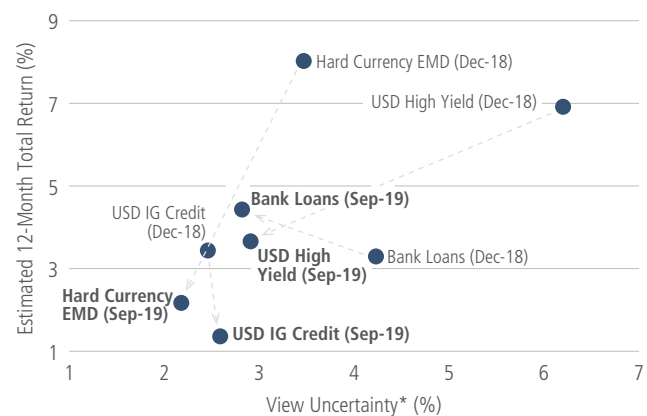 9
Hard Currency EMD (Dec-18)
USD High Yield (Dec-18)
7
Estimated 12-Month Total Return (%)
5
Bank Loans (Sep-19)
USD IG Credit
(Dec-18)
USD High
Yield (Sep-19)
Bank Loans (Dec-18)
3
Hard Currency
EMD (Sep-19)
USD IG Credit (Sep-19)
1
1 2 3 4 5 6 7
View Uncertainty* (%)